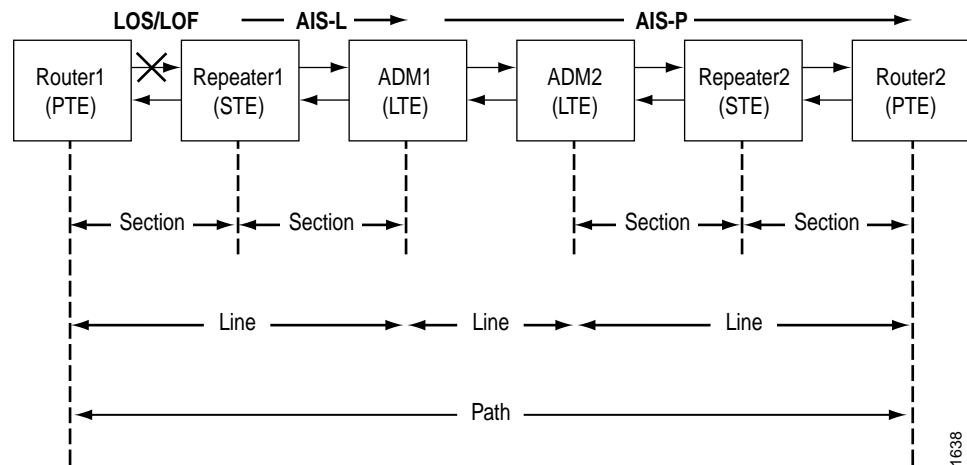 LOS/LOF AIS-L AIS-P
Router1 Repeater1 ADM1 ADM2 Repeater2 Router2
(PTE) (STE) (LTE) (LTE) (STE) (PTE)
Section Section Section Section
Line Line Line
Path
1638